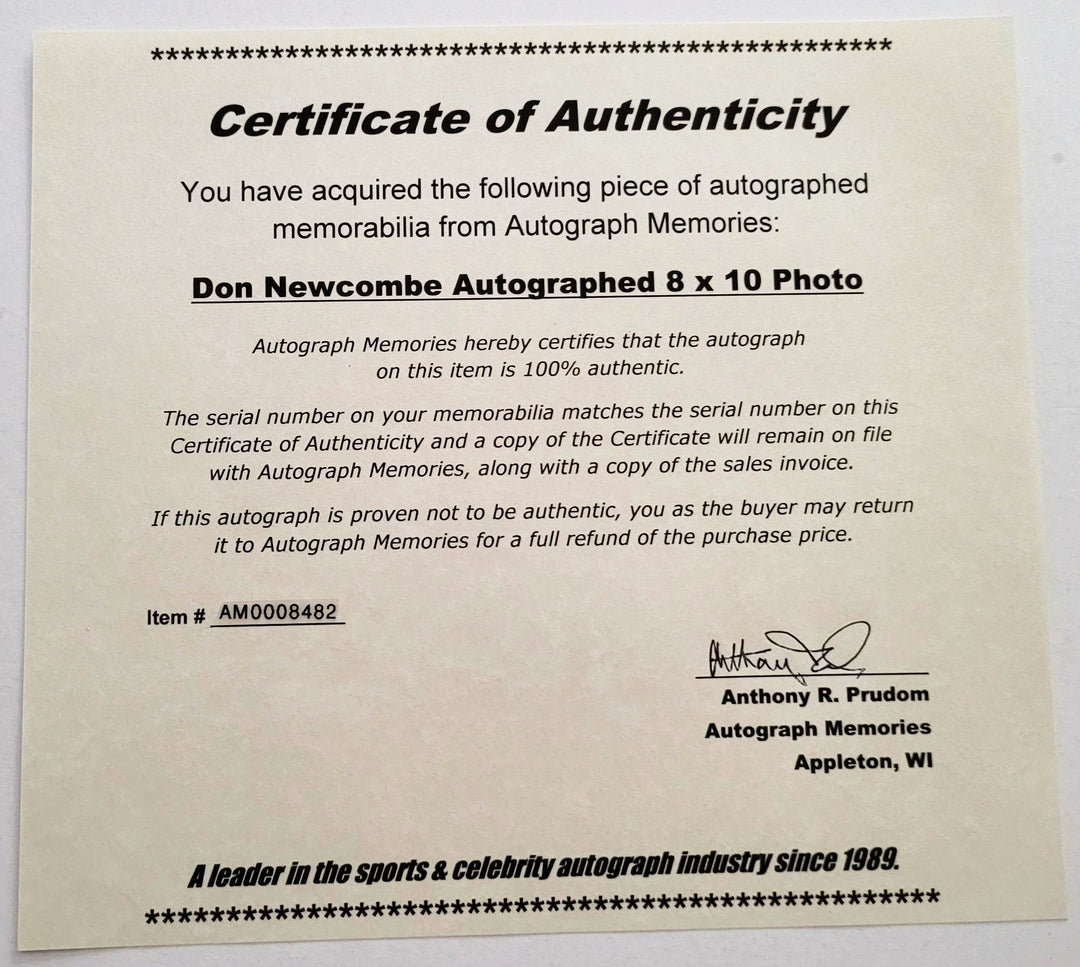 **************************************************
Certificate of Authenticity
You have acquired the following piece of autographed
memorabilia from Autograph Memories:
Don Newcombe Autographed 8 x 10 Photo
Autograph Memories hereby certifies that the autograph
on this item is 100% authentic.
The serial number on your memorabilia matches the serial number on this
Certificate of Authenticity and a copy of the Certificate will remain on file
with Autograph Memories, along with a copy of the sales invoice.
If this autograph is proven not to be authentic, you as the buyer may return
it to Autograph Memories for a full refund of the purchase price.
Item # AM0008482
Anthony R. Prudom
Autograph Memories
Appleton, WI
A leader in the sports & celebrity autograph industry since 1989.
**************************************************